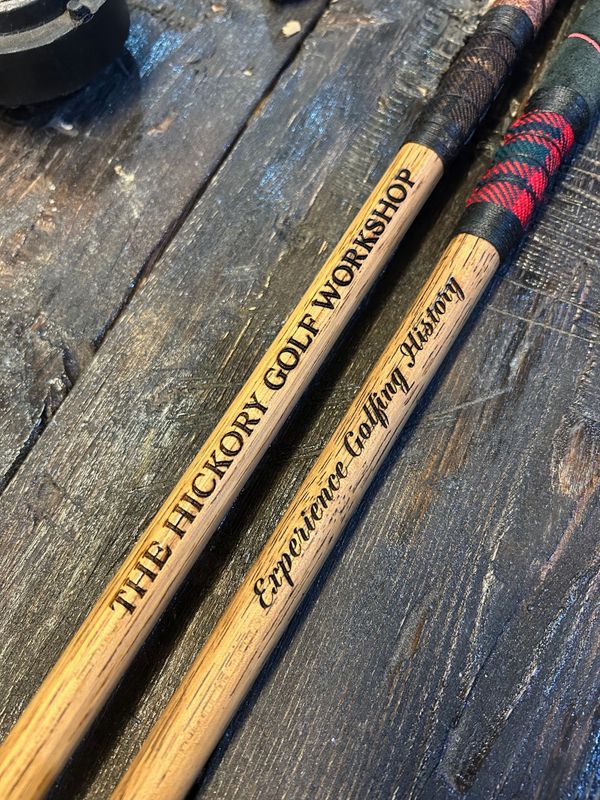 THE HICKORY GOLF WORKSHOP
Experience Golfing History